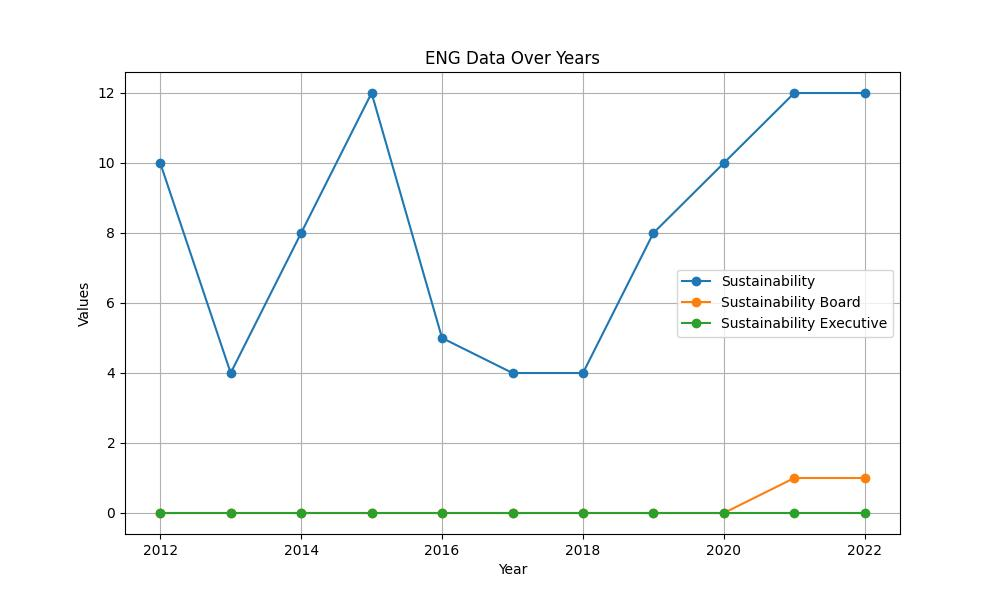 ENG Data Over Years
12
10
8
6
4
2
0
Values
Sustainability
Sustainability Board
Sustainability Executive
2012 2014 2016 2018 2020 2022
Year